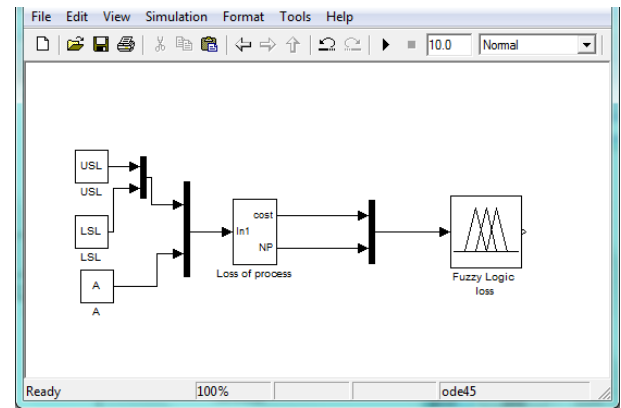 File Edit View Simulation Format Tools Help
10.0 Normal
USL
USL
LSL
LSL
A
A
cost
In1
NP
Loss of process
Fuzzy Logic
loss
Ready 100% ode45